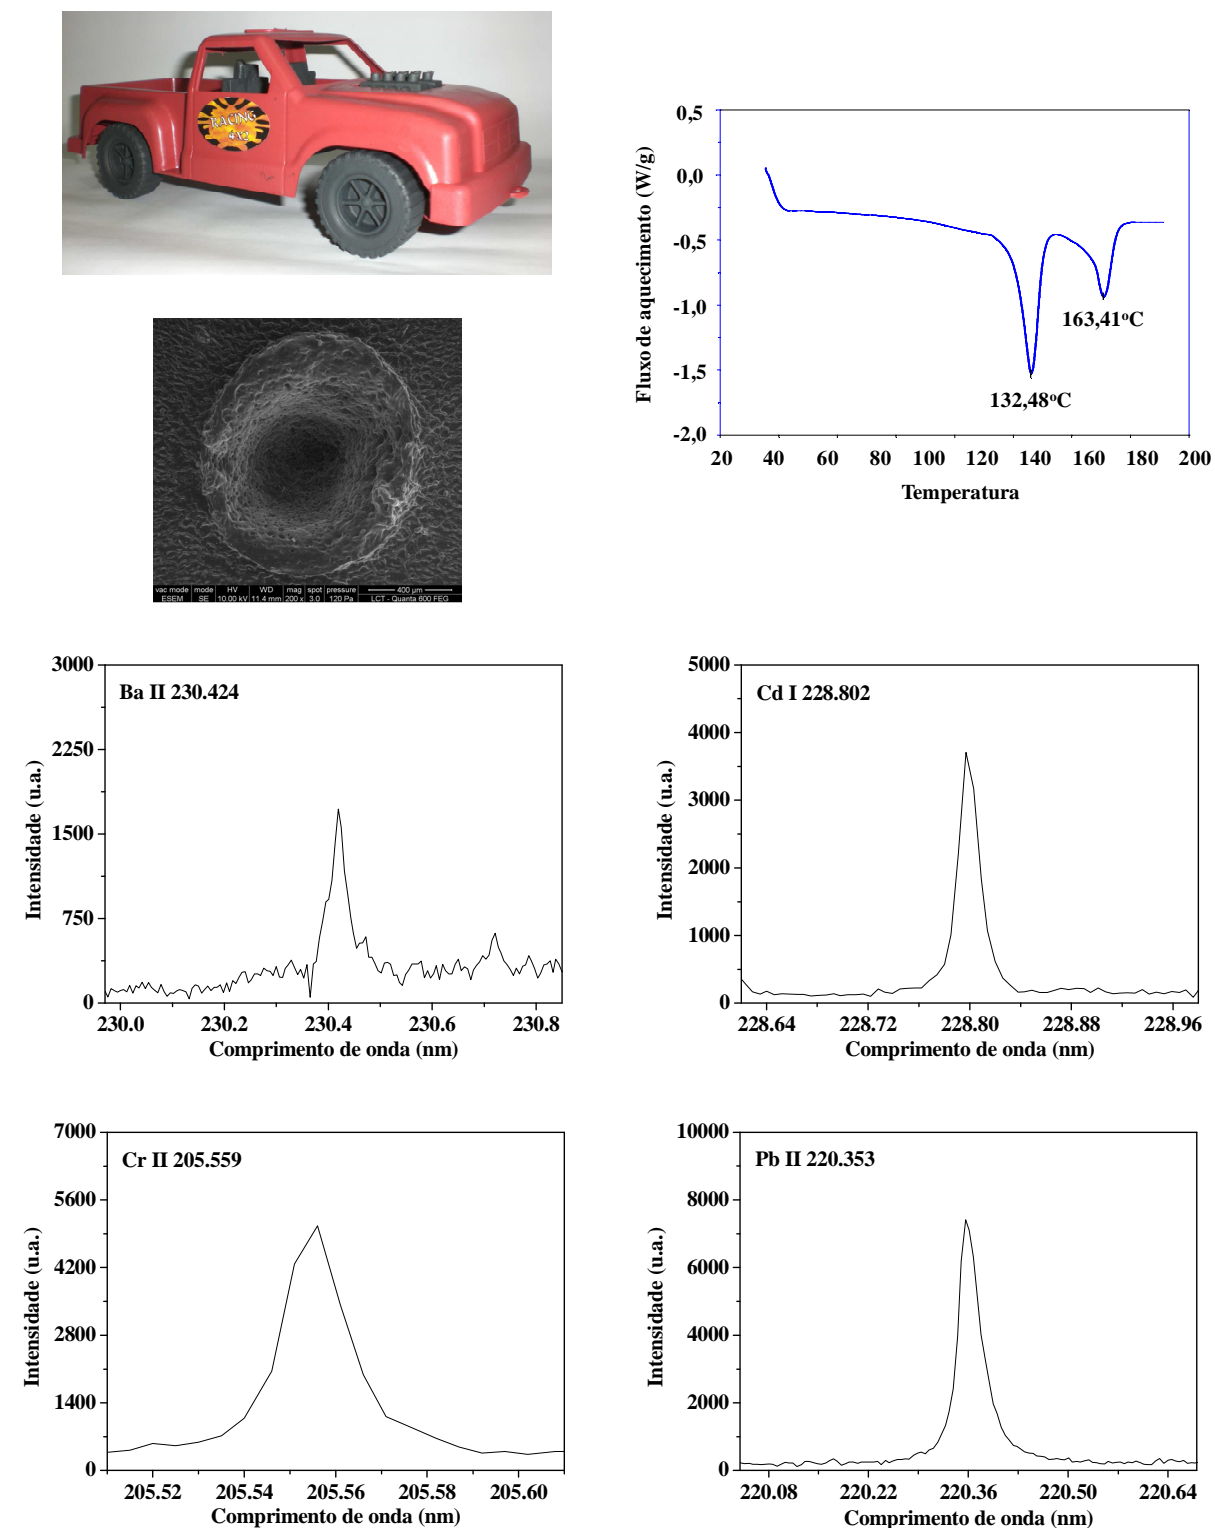 RACING
4X2
0,5
0,0
-0,5
-1,0
-1,5
-2,0
Fluxo de aquecimento (W/g)
132,48ºC
163,41ºC
20 40 60 80 100 120 140 160 180 200
Temperatura
vac mode mode HV WD mag spot pressure 400 µm
ESEM SE 10.00 kV 11.4 mm 200 x 3.0 120 Pa LCT - Quanta 600 FEG
Ba II 230.424
3000
2250
1500
750
0
Intensidade (u.a.)
230.0 230.2 230.4 230.6 230.8
Comprimento de onda (nm)
Cd I 228.802
5000
4000
3000
2000
1000
0
Intensidade (u.a.)
228.64 228.72 228.80 228.88 228.96
Comprimento de onda (nm)
Cr II 205.559
7000
5600
4200
2800
1400
0
Intensidade (u.a.)
205.52 205.54 205.56 205.58 205.60
Comprimento de onda (nm)
Pb II 220.353
10000
8000
6000
4000
2000
0
Intensidade (u.a.)
220.08 220.22 220.36 220.50 220.64
Comprimento de onda (nm)